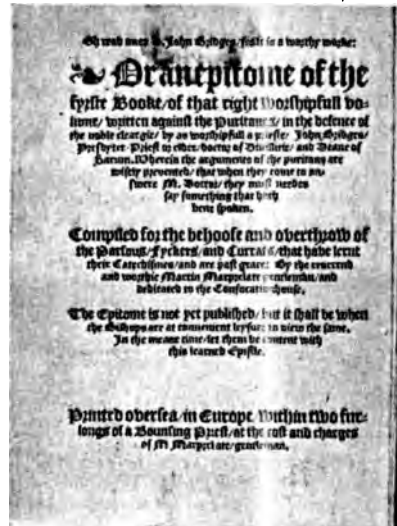 Oh read ouer D. John Bridges/ for it is a worthy worke:
Or an epitome of the
fyrste Booke/ of that right worshipfull vo-
lume/ written against the Puritanes/ in the defence of
the noble cleargie/ by as worshipfull a prieste/ John Bridges/
Presbyter/ Priest or elder/ doctor of Diuillitie/ and Deane of
Sarum. Wherein the arguments of the puritans are
wisely prevented/ that when they come to an-
swere M. Doctor/ they must needes
say something that hath
bene spoken.
Compiled for the behoofe and overthrow of
the Parsons/ Fyckers/ and Currats/ that have lernt
their Catechismes/ and are past grace: By the reverend
and worthie Martin Marprelate gentleman/ and
dedicated to the Confocationhouse.
The Epitome is not yet published/ but it shall be when
the Bishops are at convenient leysure to view the same.
In the meane time/ let them be content with
this learned Epistle.
Printed oversea/ in Europe/ within two fur-
longs of a Bounsing Priest/ at the cost and charges
of M. Marprelate/ gentleman.